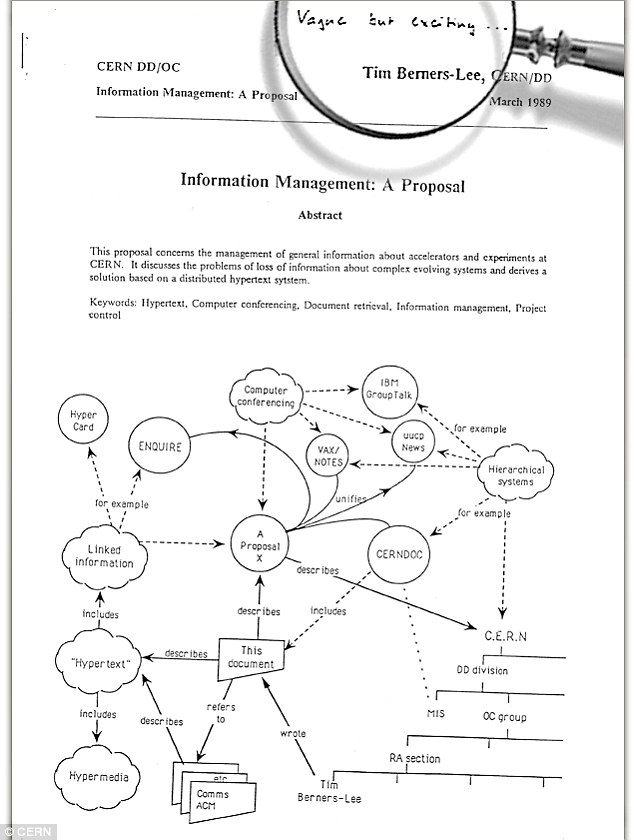 Vague but exciting ...
CERN DD/OC
Tim Berners-Lee, CERN/DD
Information Management: A Proposal
March 1989
Information Management: A Proposal
Abstract
This proposal concerns the management of general information about accelerators and experiments at
CERN. It discusses the problems of loss of information about complex evolving systems and derives a
solution based on a distributed hypertext sytstem.
Keywords: Hypertext, Computer conferencing, Document retrieval, Information management, Project
control
Computer
conferencing
IBM
GroupTalk
Hyper
Card
ENQUIRE
VAX/
NOTES
uucp
News
for example
Hierarchical
systems
for example
unifies
for example
Linked
information
A
Proposal
X
CERNDOC
describes
includes
describes
includes
C.E.R.N
"Hypertext"
describes
This
document
DD division
includes
describes
refers
to
wrote
MIS
OC group
RA section
Hypermedia
etc
Comms
ACM
Tim
Berners-Lee
© CERN